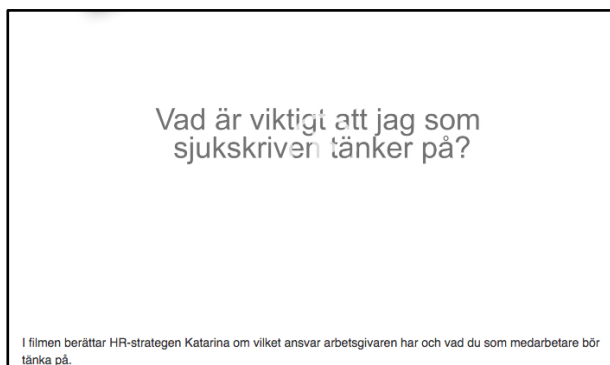 Vad är viktigt att jag som
sjukskriven tänker på?
I filmen berättar HR-strategen Katarina om vilket ansvar arbetsgivaren har och vad du som medarbetare bör
tänka på.